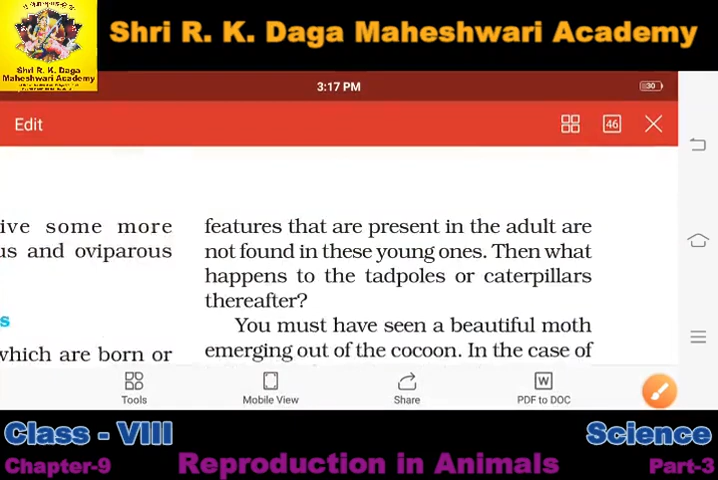 Shri R. K. Daga Maheshwari Academy
Shri R. K. Daga
Maheshwari Academy
3:17 PM
30
Edit
46
ive some more
us and oviparous
s
which are born or
features that are present in the adult are
not found in these young ones. Then what
happens to the tadpoles or caterpillars
thereafter?
You must have seen a beautiful moth
emerging out of the cocoon. In the case of
Tools
Mobile View
Share
W
PDF to DOC
Class - VIII
Science
Chapter-9
Reproduction in Animals
Part-3